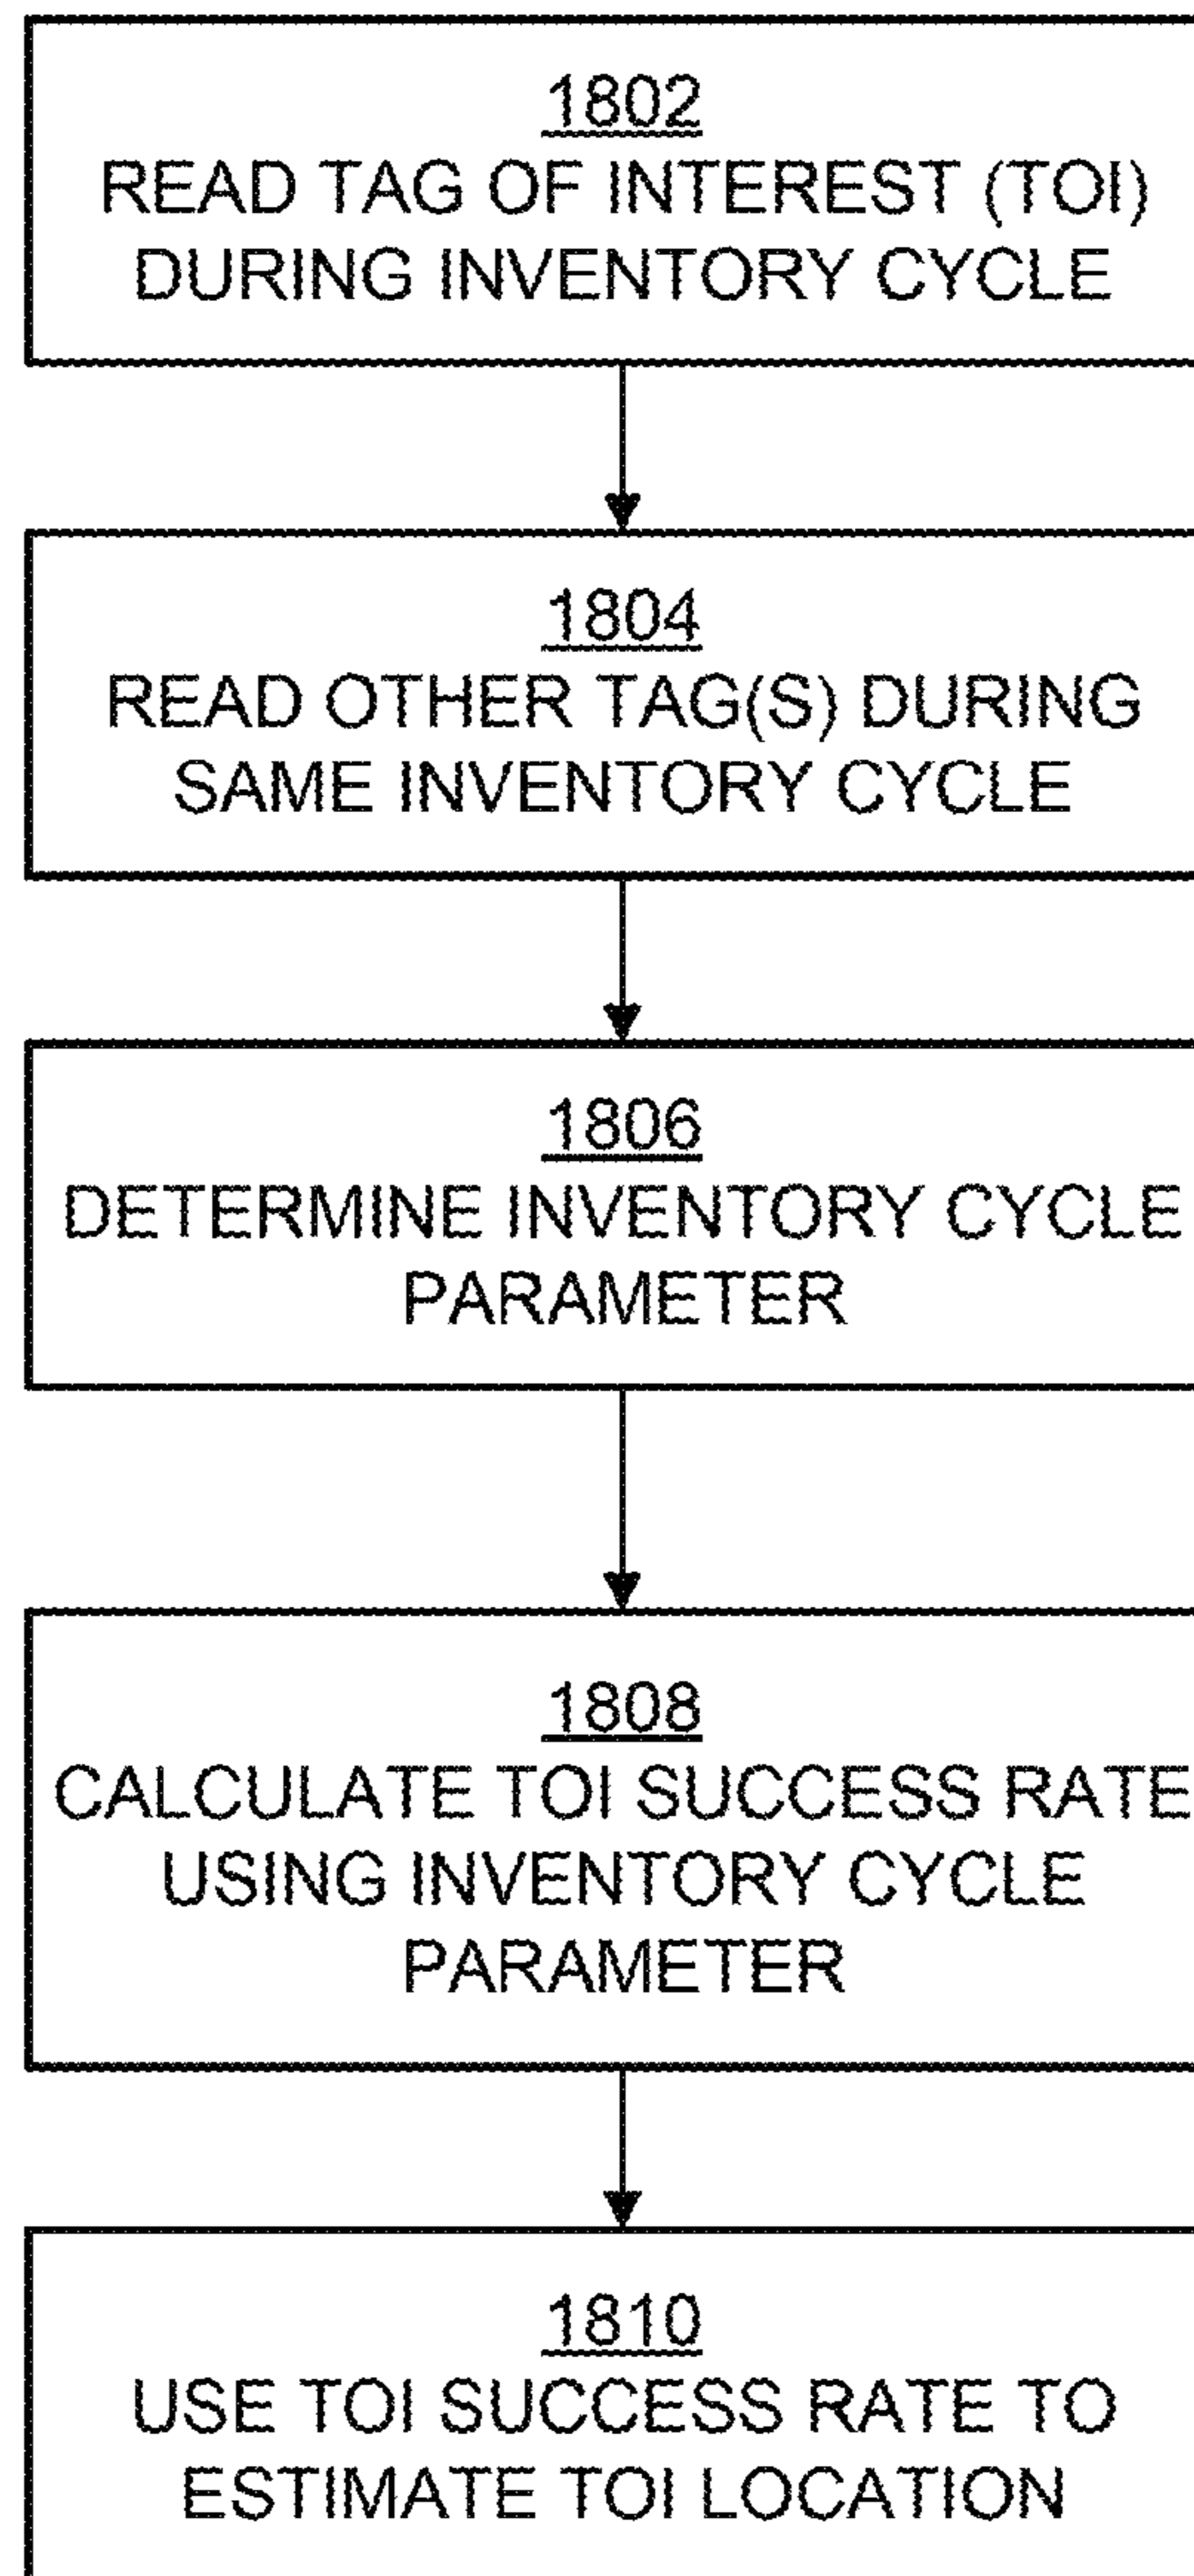 1802
READ TAG OF INTEREST (TOI)
DURING INVENTORY CYCLE
1804
READ OTHER TAG(S) DURING
SAME INVENTORY CYCLE
1806
DETERMINE INVENTORY CYCLE
PARAMETER
1808
CALCULATE TOI SUCCESS RATE
USING INVENTORY CYCLE
PARAMETER
1810
USE TOI SUCCESS RATE TO
ESTIMATE TOI LOCATION